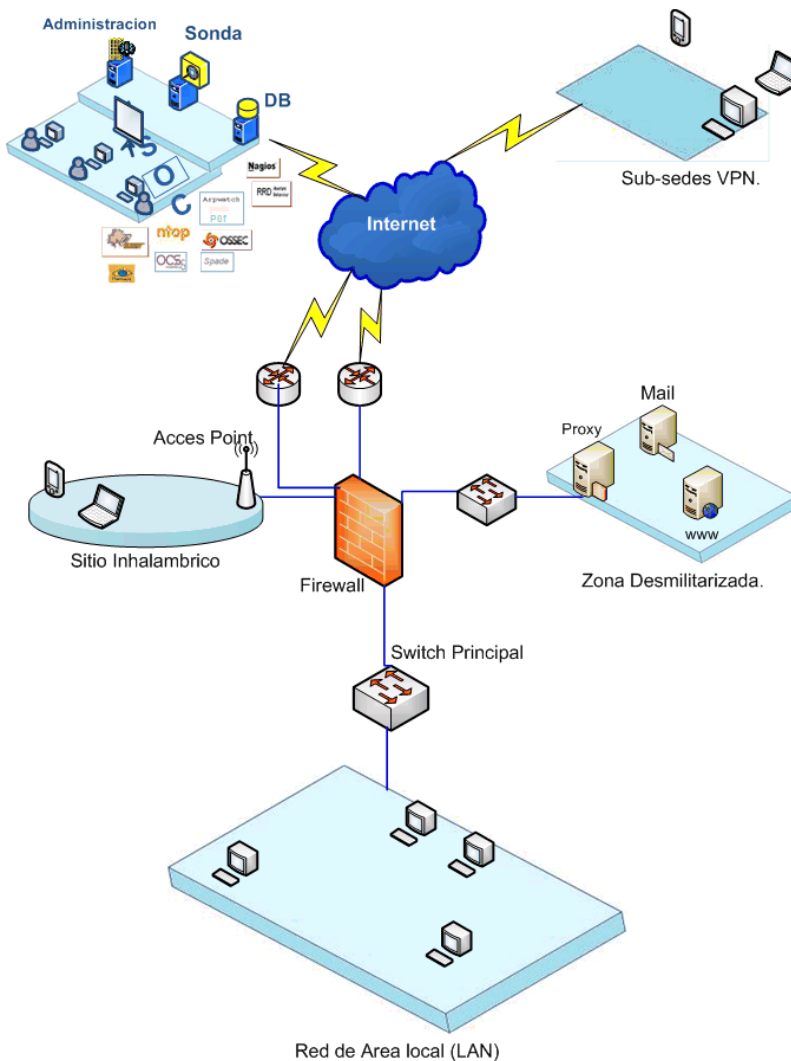 Administracion
Sonda
DB
S
O
C
Nagios
RRD
Arpwatch
P0f
ntop
OSSEC
OCS
Spade
Internet
Sub-sedes VPN.
Acces Point
Sitio Inhalambrico
Firewall
Proxy
Mail
www
Zona Desmilitarizada.
Switch Principal
Red de Area local (LAN)